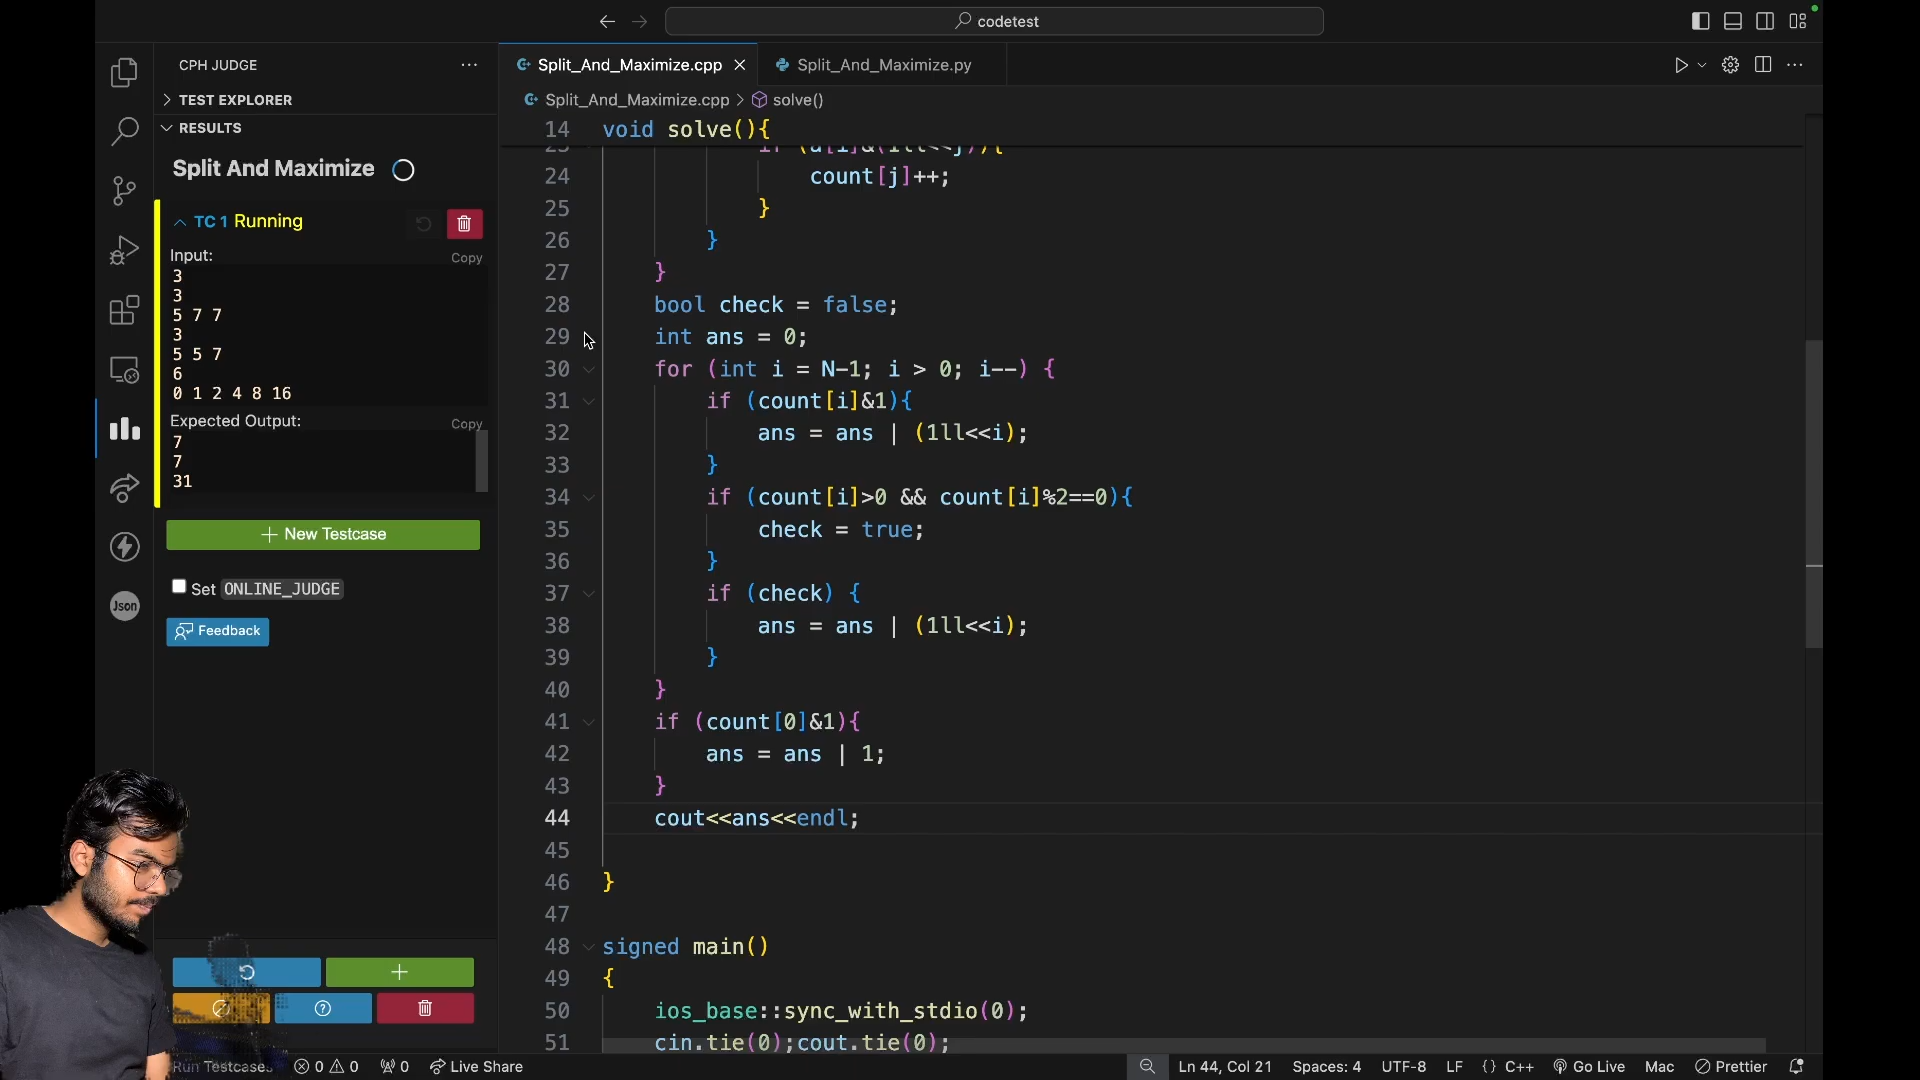 codetest
CPH JUDGE
Split_And_Maximize.cpp
Split_And_Maximize.py
TEST EXPLORER
Split_And_Maximize.cpp > solve()
RESULTS
14 void solve(){
Split And Maximize
24 count[j]++;
25 }
26 }
27 }
28 bool check = false;
29 int ans = 0;
30 for (int i = N-1; i > 0; i--) {
31 if (count[i]&1){
32 ans = ans | (1ll<<i);
33 }
34 if (count[i]>0 && count[i]%2==0){
35 check = true;
36 }
37 if (check) {
38 ans = ans | (1ll<<i);
39 }
40 }
41 if (count[0]&1){
42 ans = ans | 1;
43 }
44 cout<<ans<<endl;
45
46 }
47
48 signed main()
49 {
50 ios_base::sync_with_stdio(0);
51 cin.tie(0);cout.tie(0);
TC 1 Running
Input:
Copy
3
3
5 7 7
3
5 5 7
6
0 1 2 4 8 16
Expected Output:
Copy
7
7
31
+ New Testcase
Set ONLINE_JUDGE
Feedback
Json
Run Testcases
0
0
0
Live Share
Ln 44, Col 21
Spaces: 4
UTF-8
LF
{} C++
Go Live
Mac
Prettier